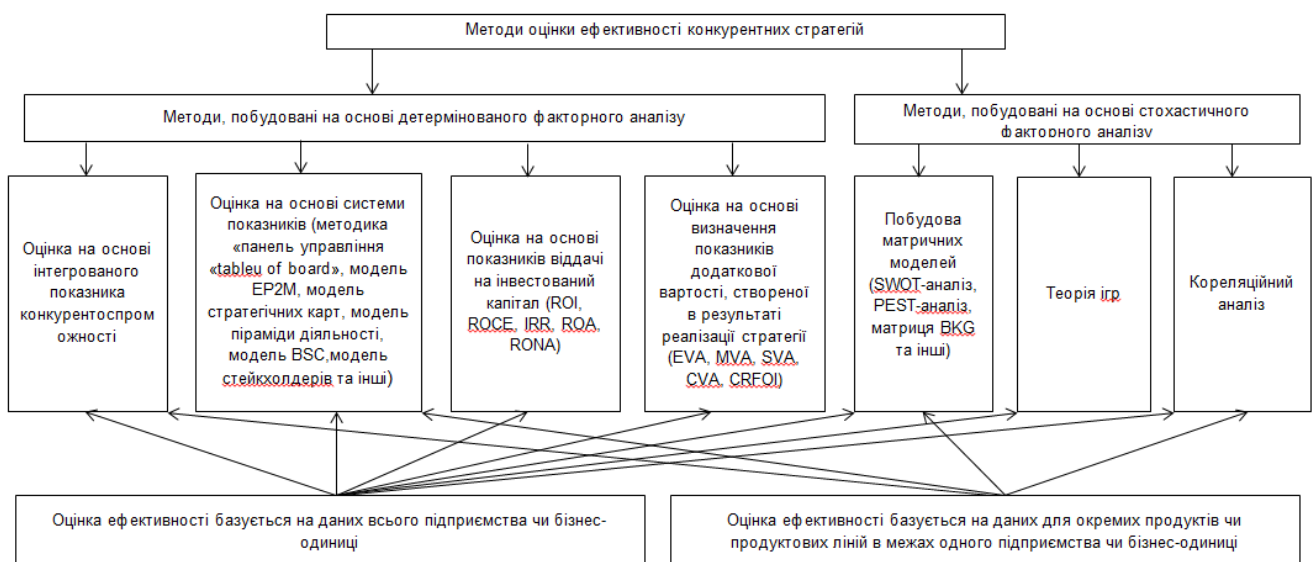 Методи оцінки ефективності конкурентних стратегій
Методи, побудовані на основі детермінованого факторного аналізу
Методи, побудовані на основі стохастичного
факторного аналізу
Оцінка на основі
інтегрованого
показника
конкурентоспром
ожності
Оцінка на основі системи
показників (методика
«панель управління
«tableu of board», модель
EP2M, модель
стратегічних карт, модель
піраміди діяльності,
модель BSC,модель
стейкхолдерів та інші)
Оцінка на основі
показників віддачі
на інвестований
капітал (ROI,
ROCE, IRR, ROA,
RONA)
Оцінка на основі
визначення
показників
додаткової
вартості, створеної
в результаті
реалізації стратегії
(EVA, MVA, SVA,
CVA, CRFOI)
Побудова
матричних
моделей
(SWOT-аналіз,
PEST-аналіз,
матриця BKG
та інші)
Теорія ігр
Кореляційний
аналіз
Оцінка ефективності базується на даних всього підприємства чи бізнес-
одиниці
Оцінка ефективності базується на даних для окремих продуктів чи
продуктових ліній в межах одного підприємства чи бізнес-одиниці